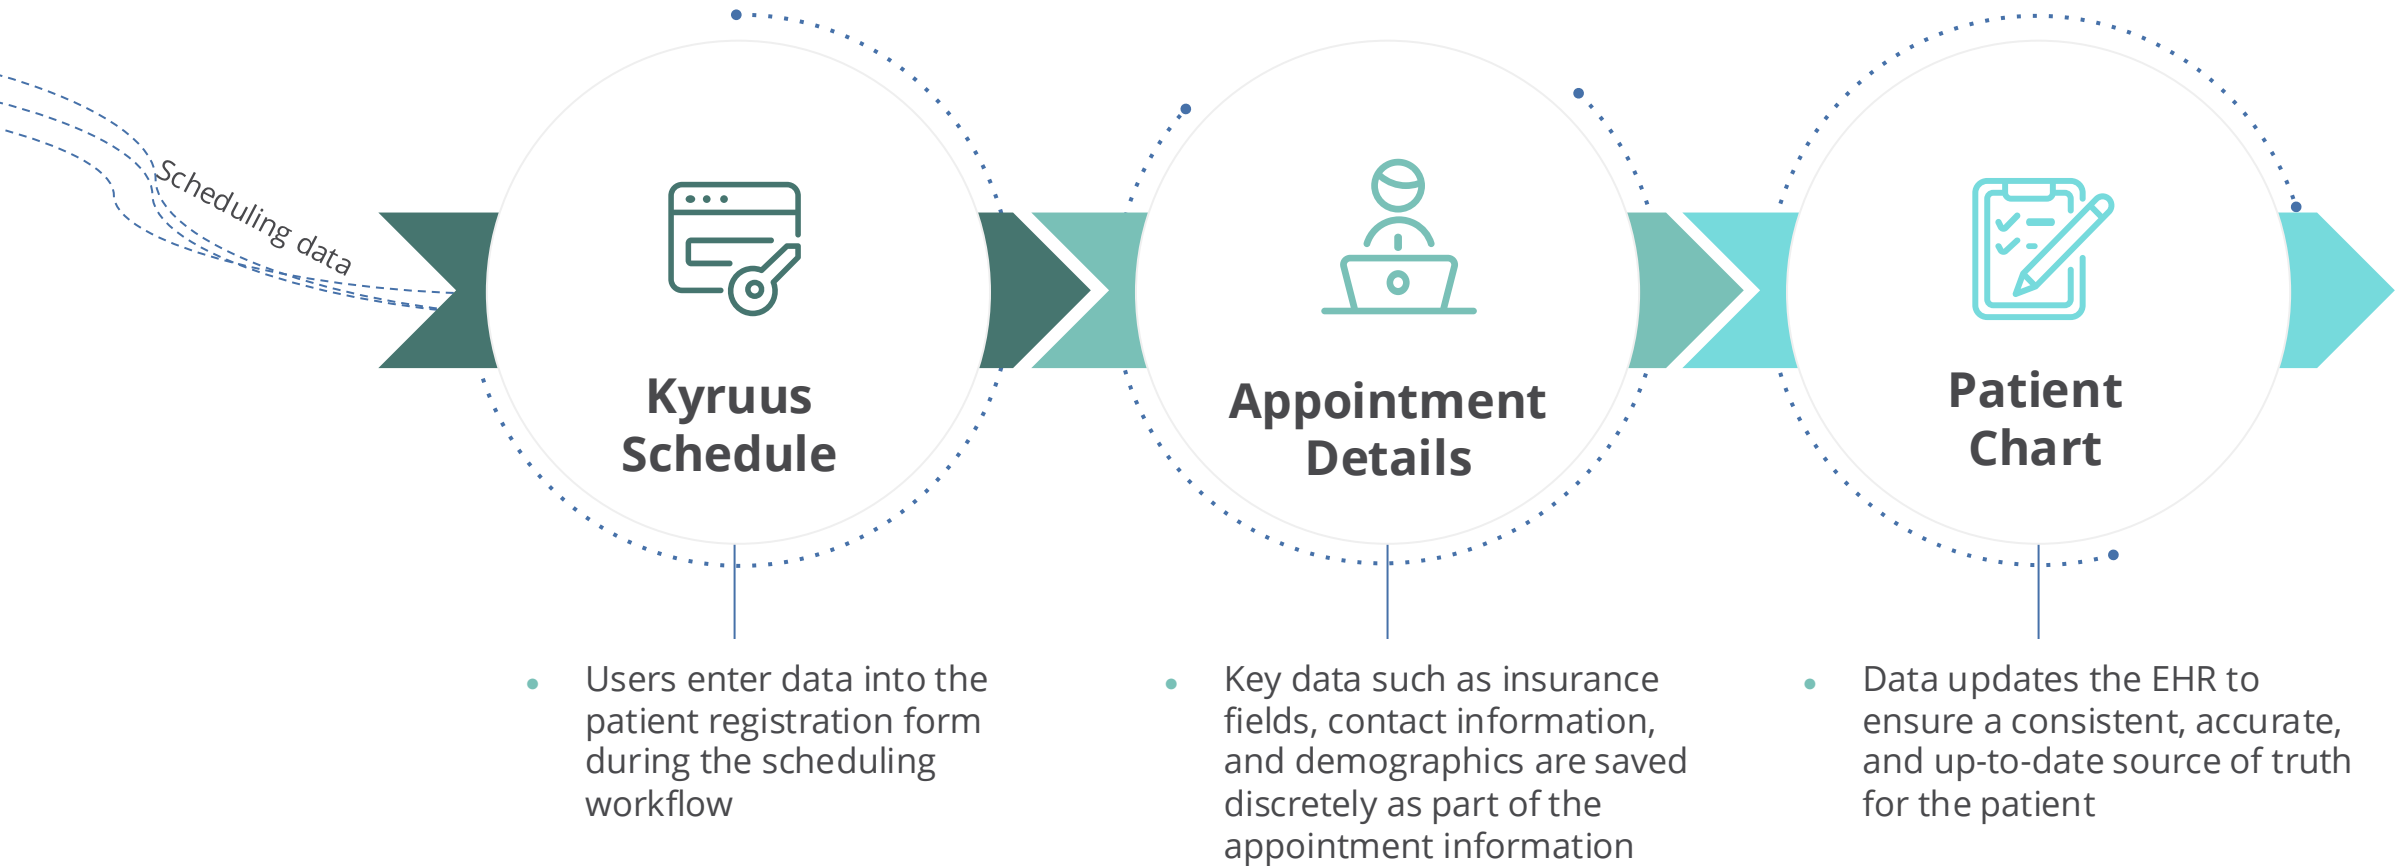 Scheduling data
Kyruus
Schedule
Appointment
Details
Patient
Chart
• Users enter data into the
patient registration form
during the scheduling
workflow
• Key data such as insurance
fields, contact information,
and demographics are saved
discretely as part of the
appointment information
• Data updates the EHR to
ensure a consistent, accurate,
and up-to-date source of truth
for the patient